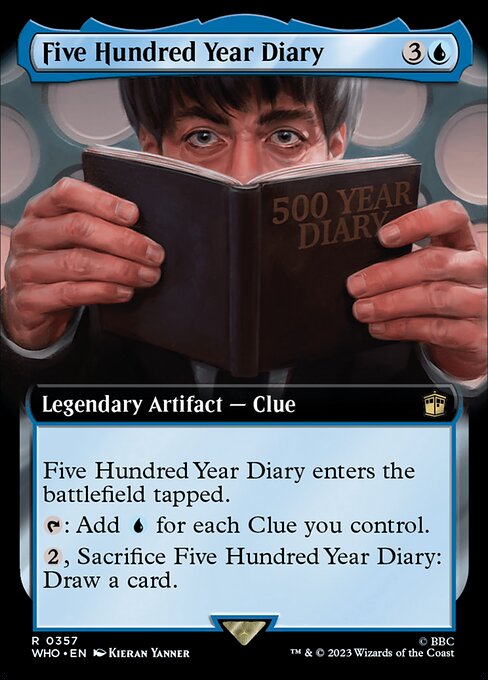 Five Hundred Year Diary 3
500 YEAR
DIARY
Legendary Artifact — Clue
Five Hundred Year Diary enters the
battlefield tapped.
: Add for each Clue you control.
2, Sacrifice Five Hundred Year Diary:
Draw a card.
R 0357 © BBC
WHO • EN Kieran Yanner ™ & © 2023 Wizards of the Coast